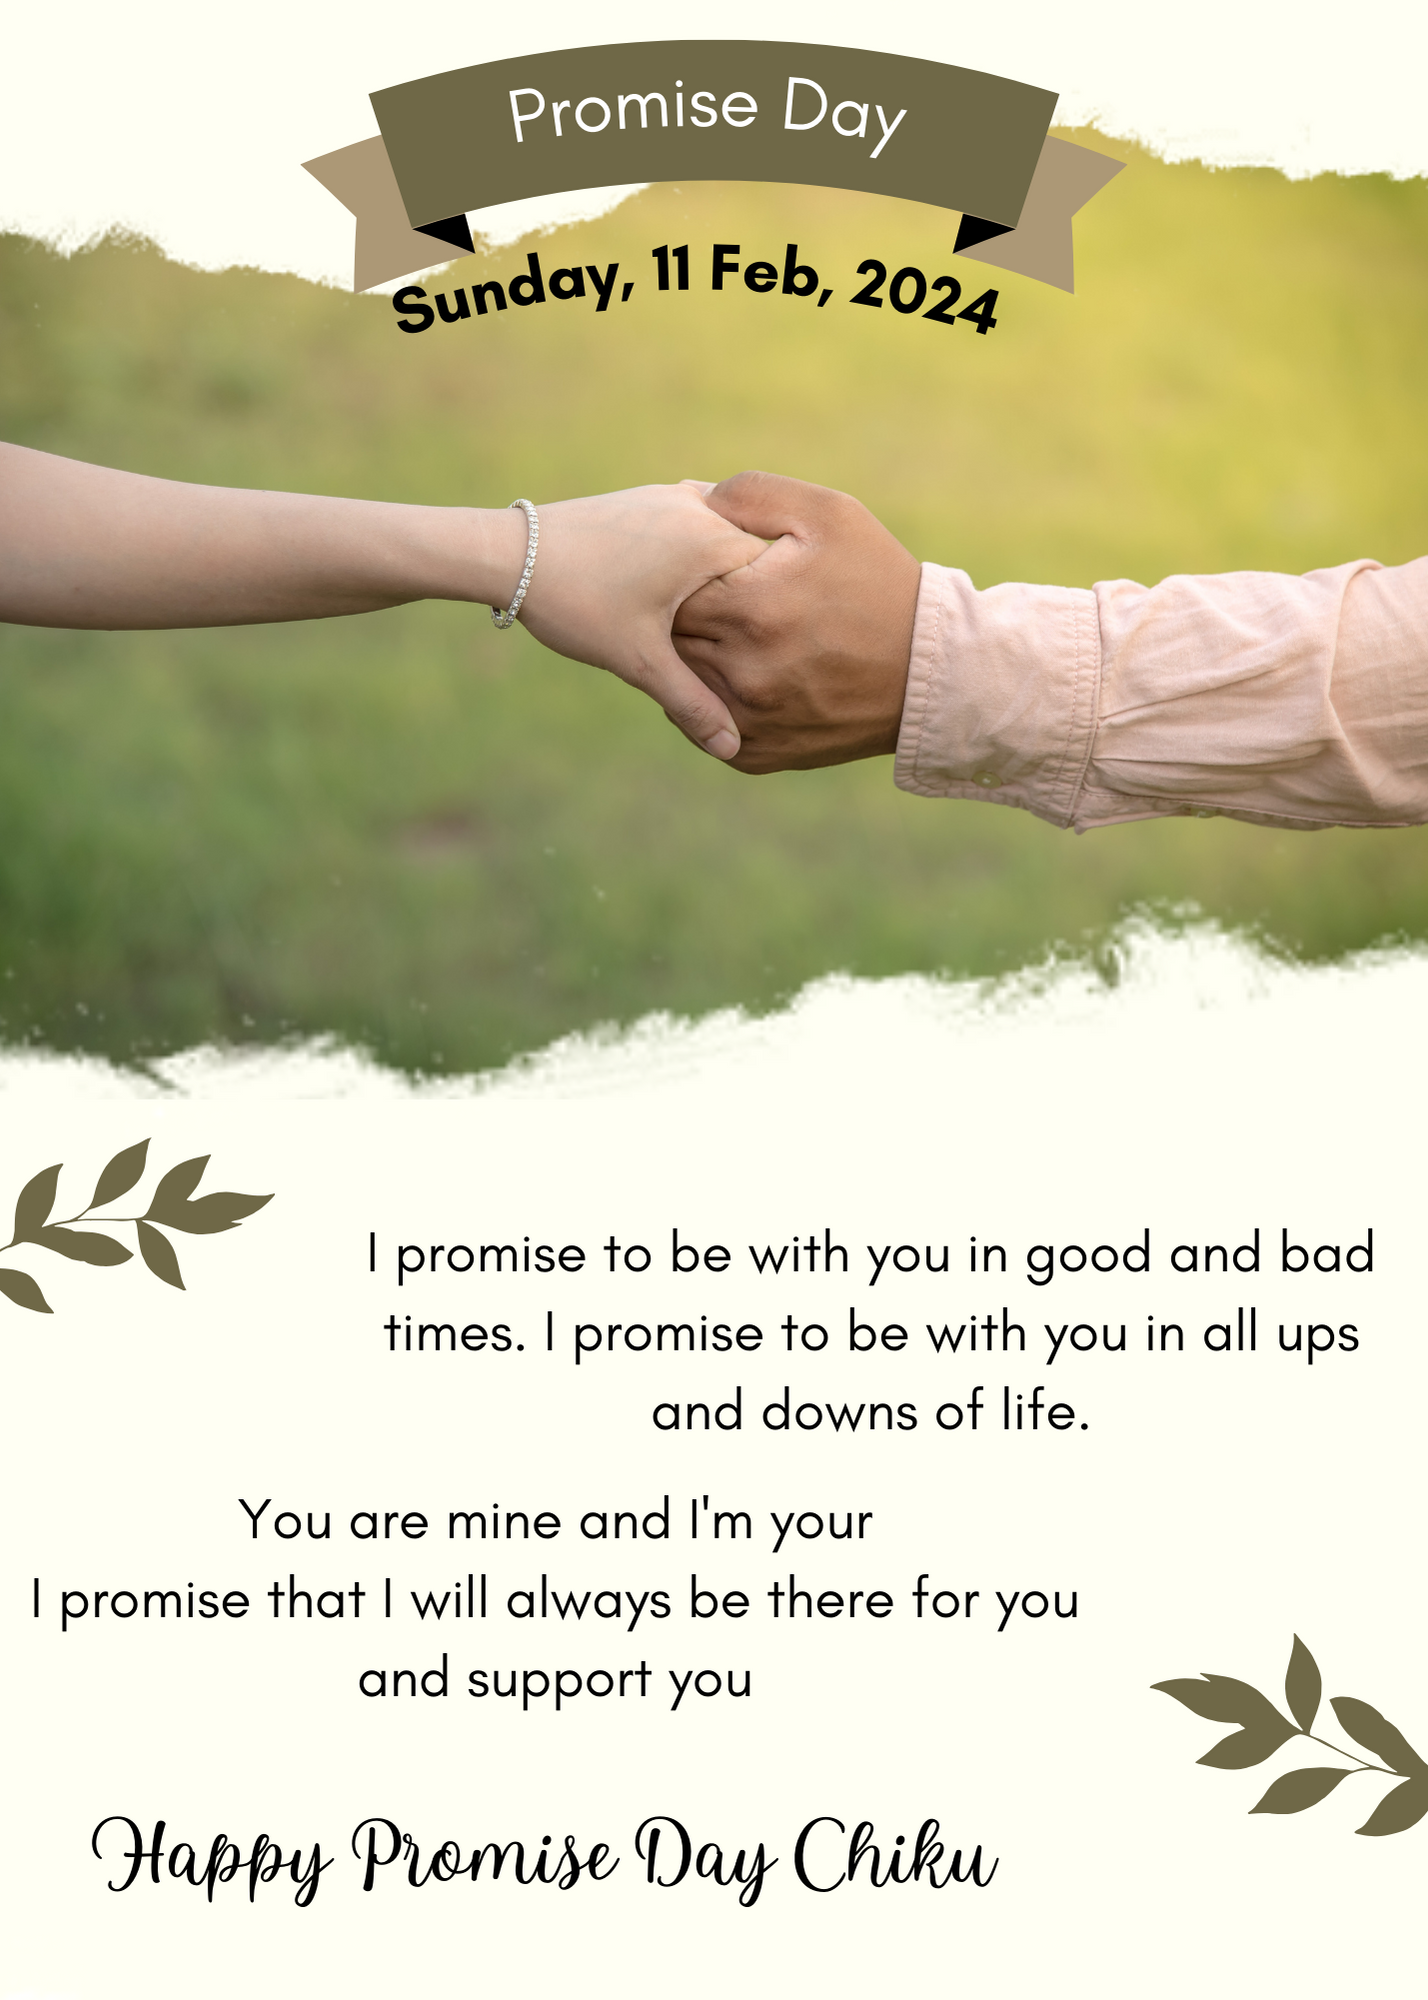 Promise Day
Sunday, 11 Feb, 2024
I promise to be with you in good and bad
times. I promise to be with you in all ups
and downs of life.
You are mine and I'm your
I promise that I will always be there for you
and support you
Happy Promise Day Chiku